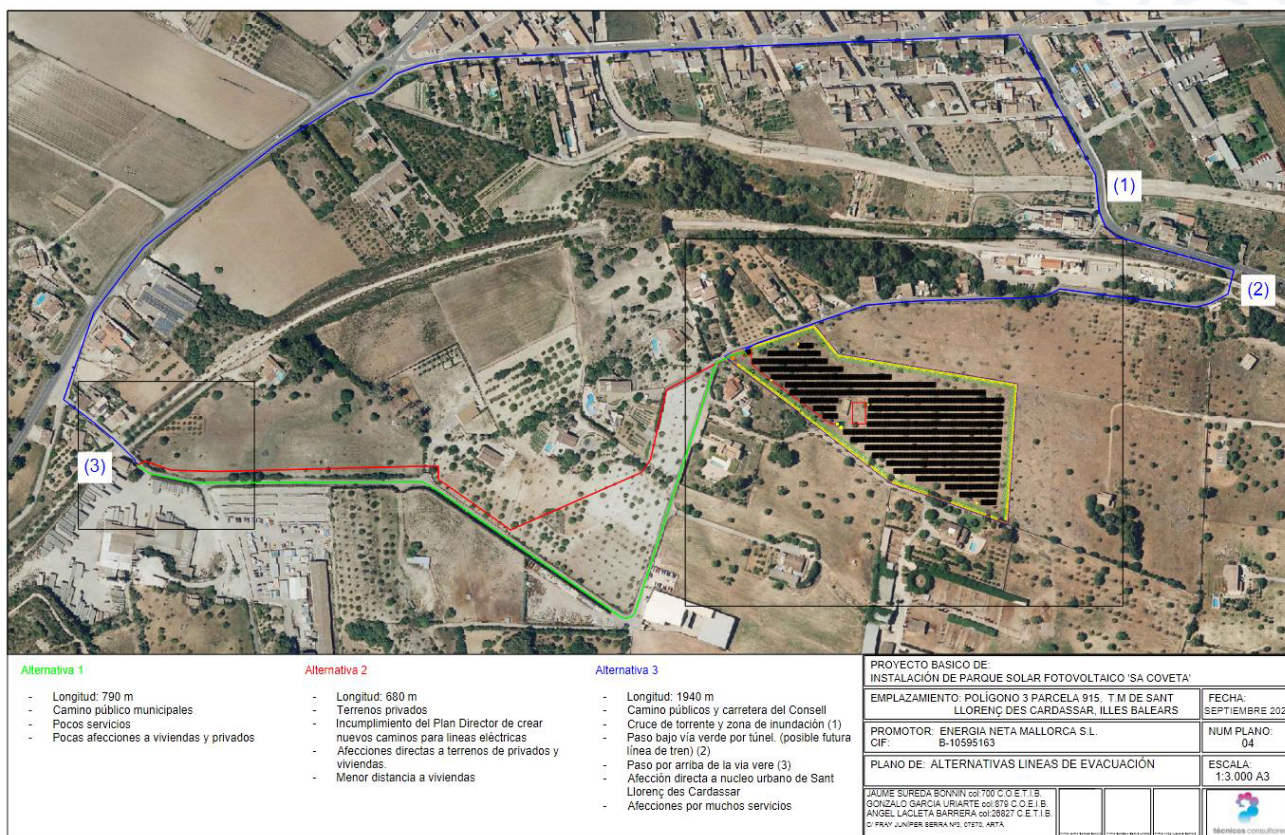 (1)
(2)
(3)
Alternativa 1
- Longitud: 790 m
- Camino público municipales
- Pocos servicios
- Pocas afecciones a viviendas y privados
Alternativa 2
- Longitud: 680 m
- Terrenos privados
- Incumplimiento del Plan Director de crear
nuevos caminos para lineas eléctricas
- Afecciones directas a terrenos de privados y
viviendas.
- Menor distancia a viviendas
Alternativa 3
- Longitud: 1940 m
- Camino públicos y carretera del Consell
- Cruce de torrente y zona de inundación (1)
- Paso bajo vía verde por túnel. (posible futura
línea de tren) (2)
- Paso por arriba de la via vere (3)
- Afección directa a nucleo urbano de Sant
Llorenç des Cardassar
- Afecciones por muchos servicios
PROYECTO BASICO DE:
INSTALACIÓN DE PARQUE SOLAR FOTOVOLTAICO 'SA COVETA'
EMPLAZAMIENTO: POLÍGONO 3 PARCELA 915, T.M DE SANT
LLORENÇ DES CARDASSAR, ILLES BALEARS
FECHA:
SEPTIEMBRE 202
PROMOTOR: ENERGIA NETA MALLORCA S.L.
CIF: B-10595163
NUM PLANO:
04
PLANO DE: ALTERNATIVAS LINEAS DE EVACUACIÓN
ESCALA:
1:3.000 A3
JAUME SUREDA BONNIN col:700 C.O.E.T.I.B.
GONZALO GARCIA URIARTE col:879 C.O.E.I.B.
ANGEL LACLETA BARRERA col:26827 C.E.T.I.B.
C/ FRAY JUNÍPER SERRA Nº3, 07570, ARTÀ
técnicos consultores